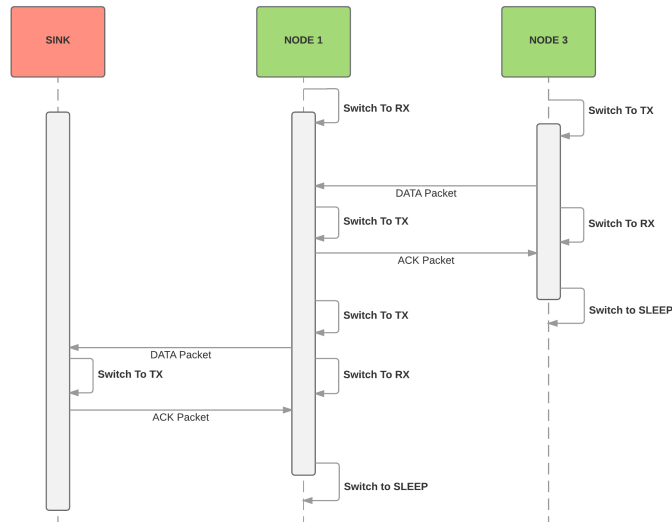 SINK
NODE 1
NODE 3
Switch To RX
Switch To TX
DATA Packet
Switch To TX
Switch To RX
ACK Packet
Switch to SLEEP
Switch To TX
DATA Packet
Switch To TX
Switch To RX
ACK Packet
Switch to SLEEP